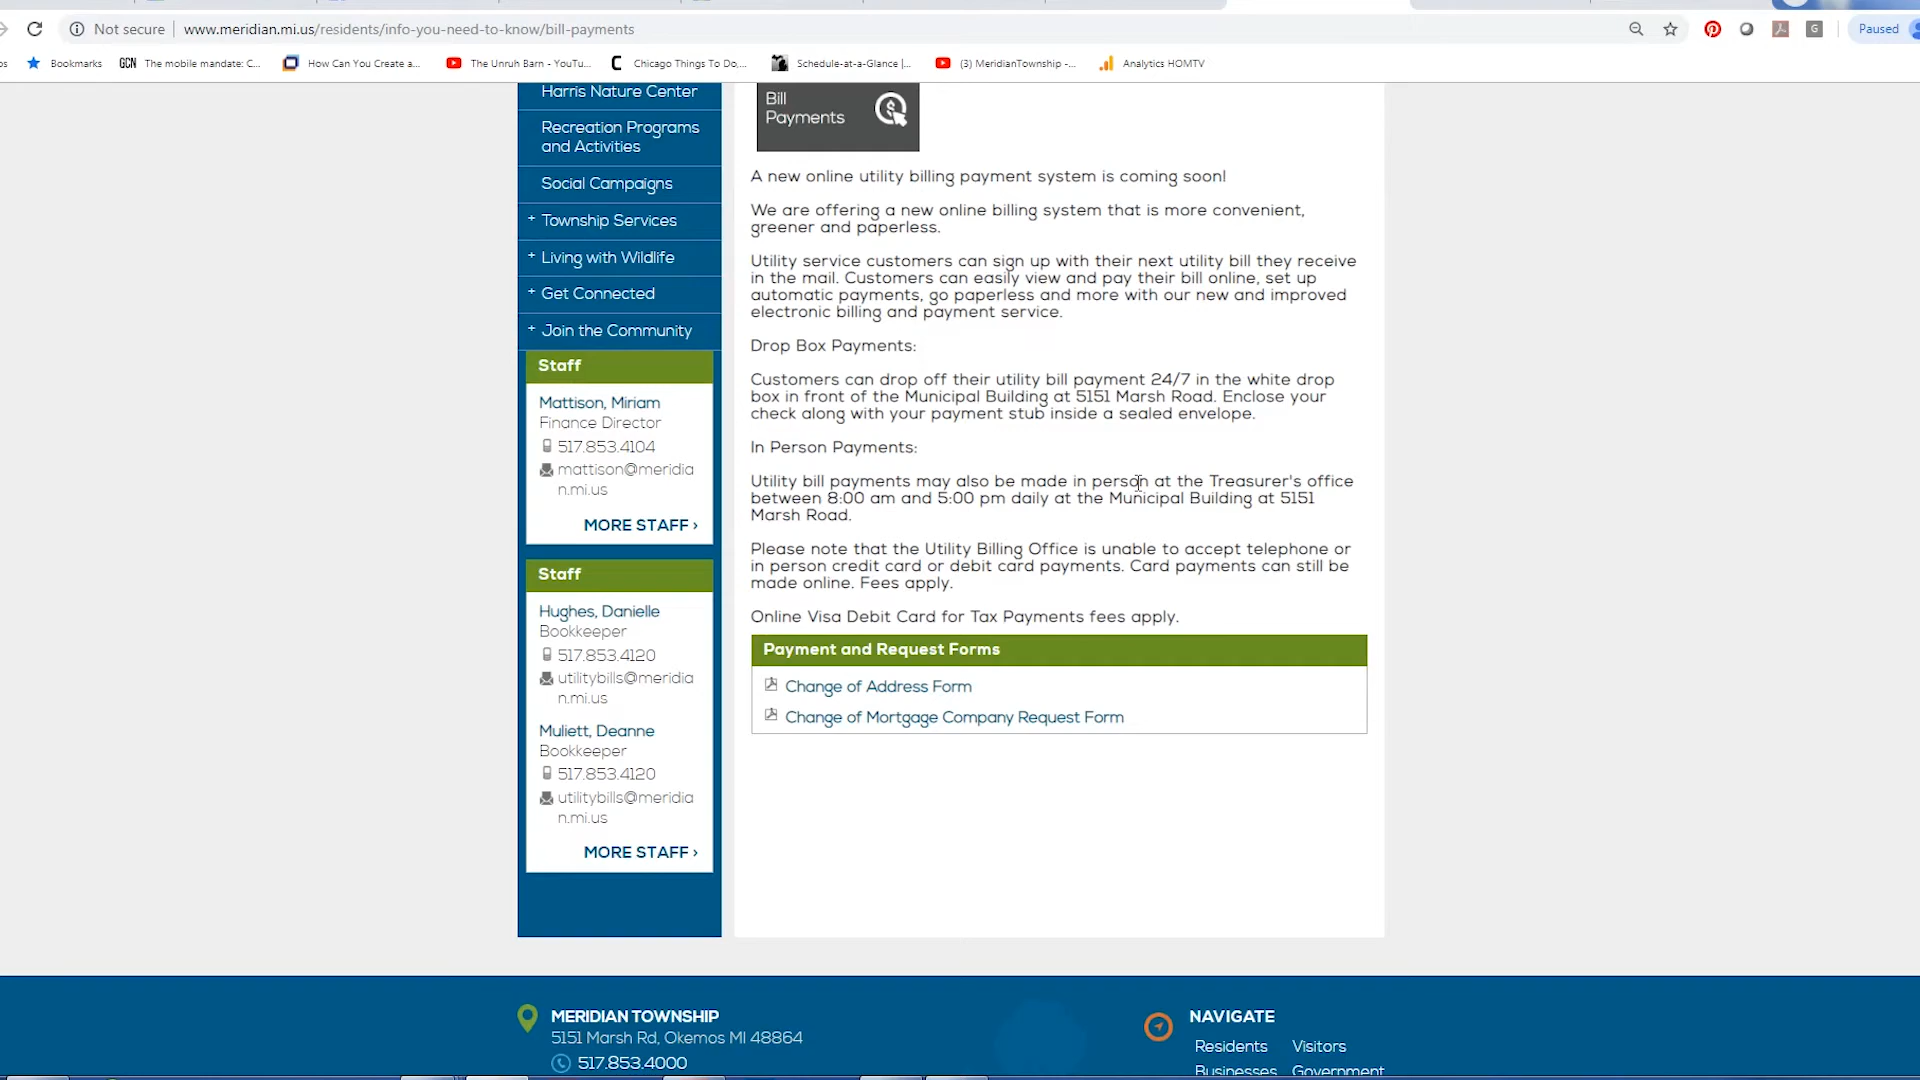 Not secure
www.meridian.mi.us/residents/info-you-need-to-know/bill-payments
Paused
Bookmarks
GCN The mobile mandate: C...
How Can You Create a...
The Unruh Barn - YouTu...
Chicago Things To Do,...
Schedule-at-a-Glance |...
(3) MeridianTownship -...
Analytics HOMTV
Harris Nature Center
Recreation Programs
and Activities
Social Campaigns
+ Township Services
+ Living with Wildlife
+ Get Connected
+ Join the Community
Staff
Mattison, Miriam
Finance Director
517.853.4104
mattison@meridia
n.mi.us
MORE STAFF ›
Staff
Hughes, Danielle
Bookkeeper
517.853.4120
utilitybills@meridia
n.mi.us
Muliett, Deanne
Bookkeeper
517.853.4120
utilitybills@meridia
n.mi.us
MORE STAFF ›
Bill
Payments
A new online utility billing payment system is coming soon!
We are offering a new online billing system that is more convenient,
greener and paperless.
Utility service customers can sign up with their next utility bill they receive
in the mail. Customers can easily view and pay their bill online, set up
automatic payments, go paperless and more with our new and improved
electronic billing and payment service.
Drop Box Payments:
Customers can drop off their utility bill payment 24/7 in the white drop
box in front of the Municipal Building at 5151 Marsh Road. Enclose your
check along with your payment stub inside a sealed envelope.
In Person Payments:
Utility bill payments may also be made in person at the Treasurer's office
between 8:00 am and 5:00 pm daily at the Municipal Building at 5151
Marsh Road.
Please note that the Utility Billing Office is unable to accept telephone or
in person credit card or debit card payments. Card payments can still be
made online. Fees apply.
Online Visa Debit Card for Tax Payments fees apply.
Payment and Request Forms
Change of Address Form
Change of Mortgage Company Request Form
MERIDIAN TOWNSHIP
5151 Marsh Rd, Okemos MI 48864
517.853.4000
NAVIGATE
Residents Visitors
Businesses Government